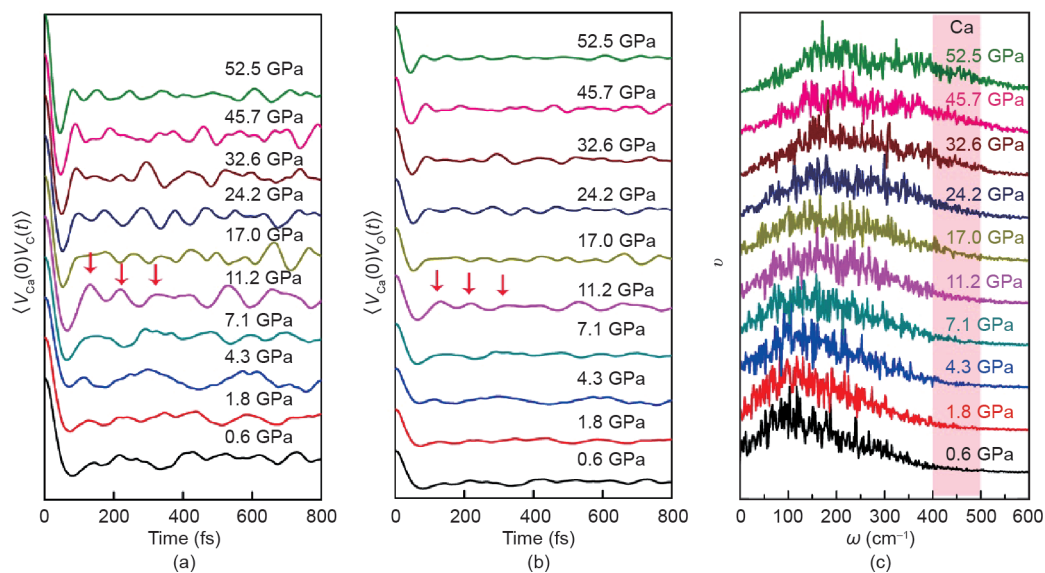 52.5 GPa
45.7 GPa
32.6 GPa
24.2 GPa
17.0 GPa
11.2 GPa
7.1 GPa
4.3 GPa
1.8 GPa
0.6 GPa
⟨V_Ca(0)V_O(t)⟩
0 200 400 600 800
Time (fs)
(a)
52.5 GPa
45.7 GPa
32.6 GPa
24.2 GPa
17.0 GPa
11.2 GPa
7.1 GPa
4.3 GPa
1.8 GPa
0.6 GPa
⟨V_Ca(0)V_O(t)⟩
0 200 400 600 800
Time (fs)
(b)
Ca
52.5 GPa
45.7 GPa
32.6 GPa
24.2 GPa
17.0 GPa
11.2 GPa
7.1 GPa
4.3 GPa
1.8 GPa
0.6 GPa
υ
0 100 200 300 400 500 600
ω (cm⁻¹)
(c)